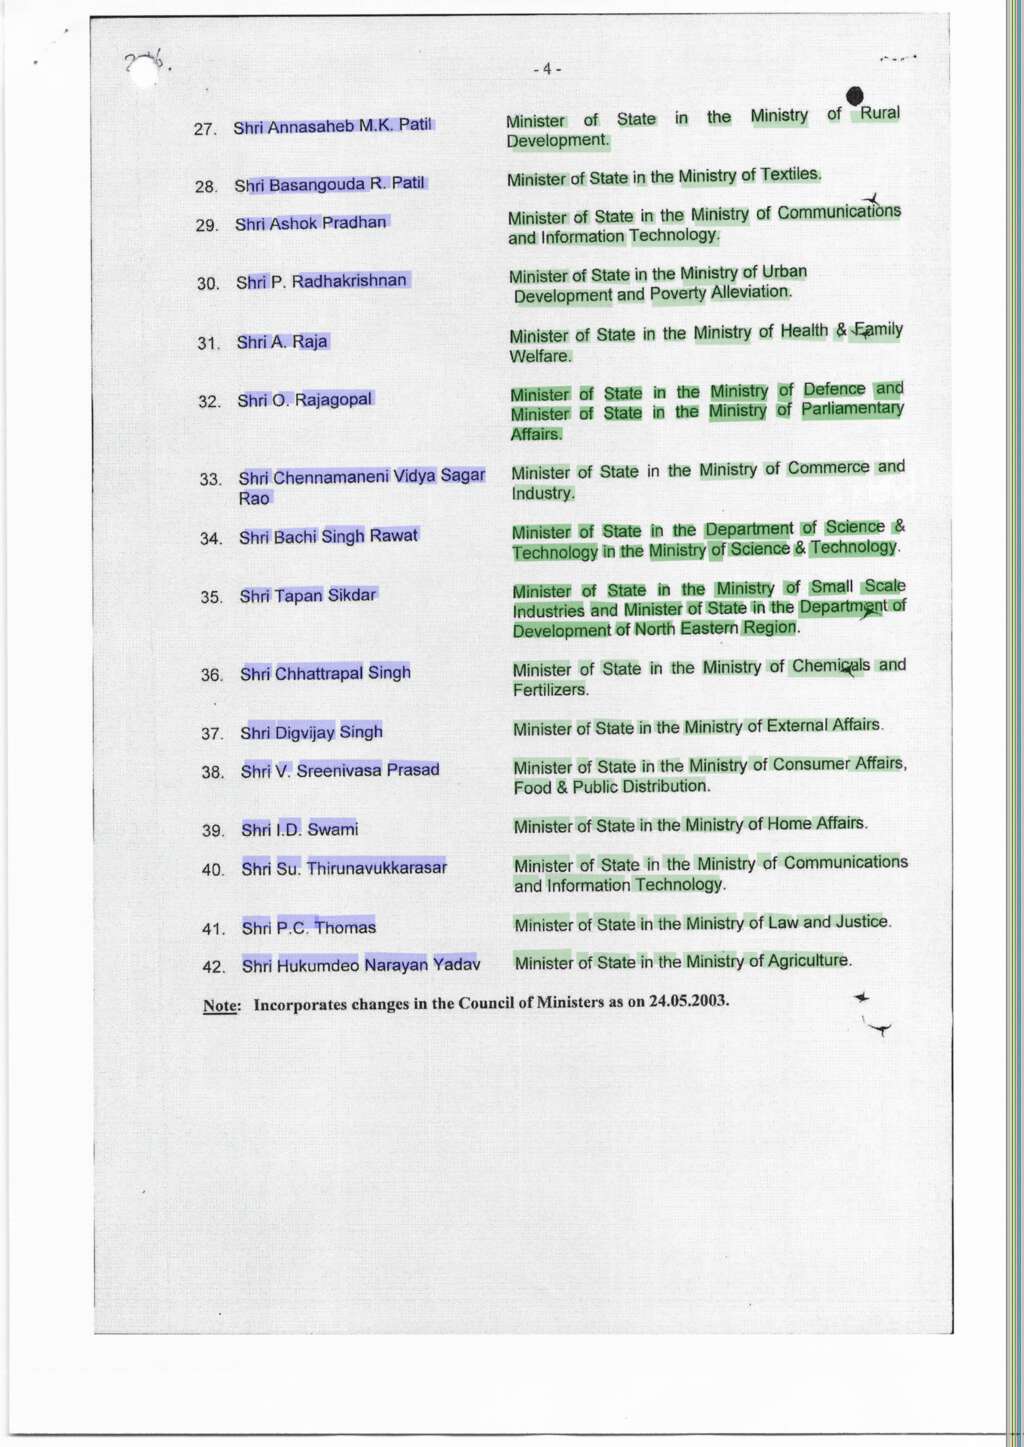 - 4 -
27. Shri Annasaheb M.K. Patil Minister of State in the Ministry of Rural
Development.
28. Shri Basangouda R. Patil Minister of State in the Ministry of Textiles.
29. Shri Ashok Pradhan Minister of State in the Ministry of Communications
and Information Technology.
30. Shri P. Radhakrishnan Minister of State in the Ministry of Urban
Development and Poverty Alleviation.
31. Shri A. Raja Minister of State in the Ministry of Health & Family
Welfare.
32. Shri O. Rajagopal Minister of State in the Ministry of Defence and
Minister of State in the Ministry of Parliamentary
Affairs.
33. Shri Chennamaneni Vidya Sagar Minister of State in the Ministry of Commerce and
Rao Industry.
34. Shri Bachi Singh Rawat Minister of State in the Department of Science &
Technology in the Ministry of Science & Technology.
35. Shri Tapan Sikdar Minister of State in the Ministry of Small Scale
Industries and Minister of State in the Department of
Development of North Eastern Region.
36. Shri Chhattrapal Singh Minister of State in the Ministry of Chemicals and
Fertilizers.
37. Shri Digvijay Singh Minister of State in the Ministry of External Affairs.
38. Shri V. Sreenivasa Prasad Minister of State in the Ministry of Consumer Affairs,
Food & Public Distribution.
39. Shri I.D. Swami Minister of State in the Ministry of Home Affairs.
40. Shri Su. Thirunavukkarasar Minister of State in the Ministry of Communications
and Information Technology.
41. Shri P.C. Thomas Minister of State in the Ministry of Law and Justice.
42. Shri Hukumdeo Narayan Yadav Minister of State in the Ministry of Agriculture.
Note: Incorporates changes in the Council of Ministers as on 24.05.2003.